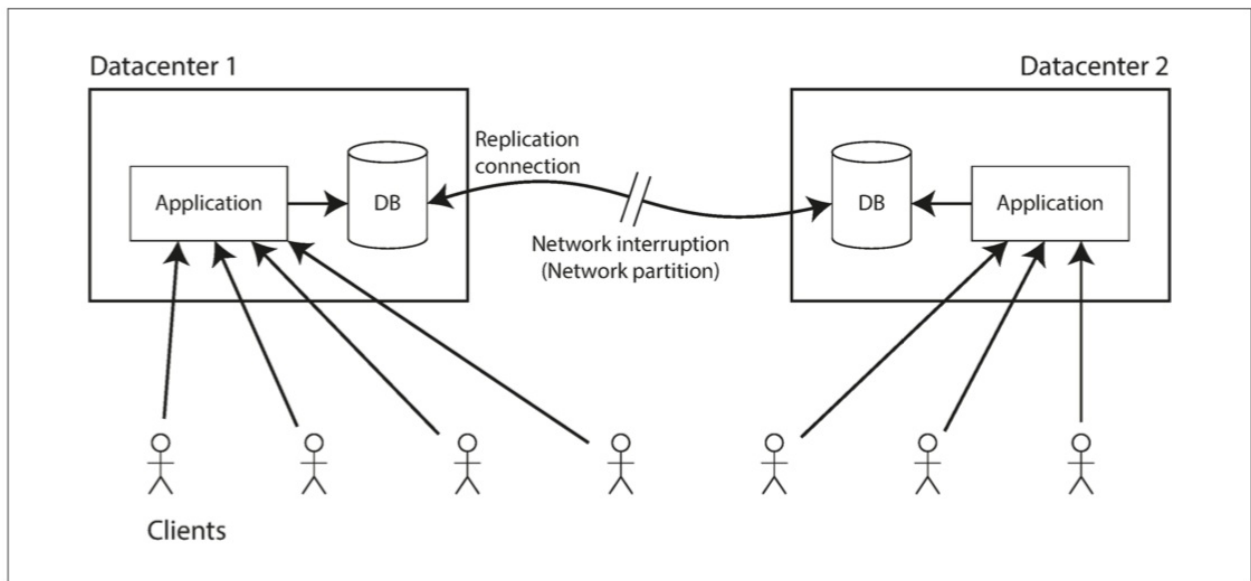 Datacenter 1
Datacenter 2
Replication
connection
Application
DB
DB
Application
Network interruption
(Network partition)
Clients